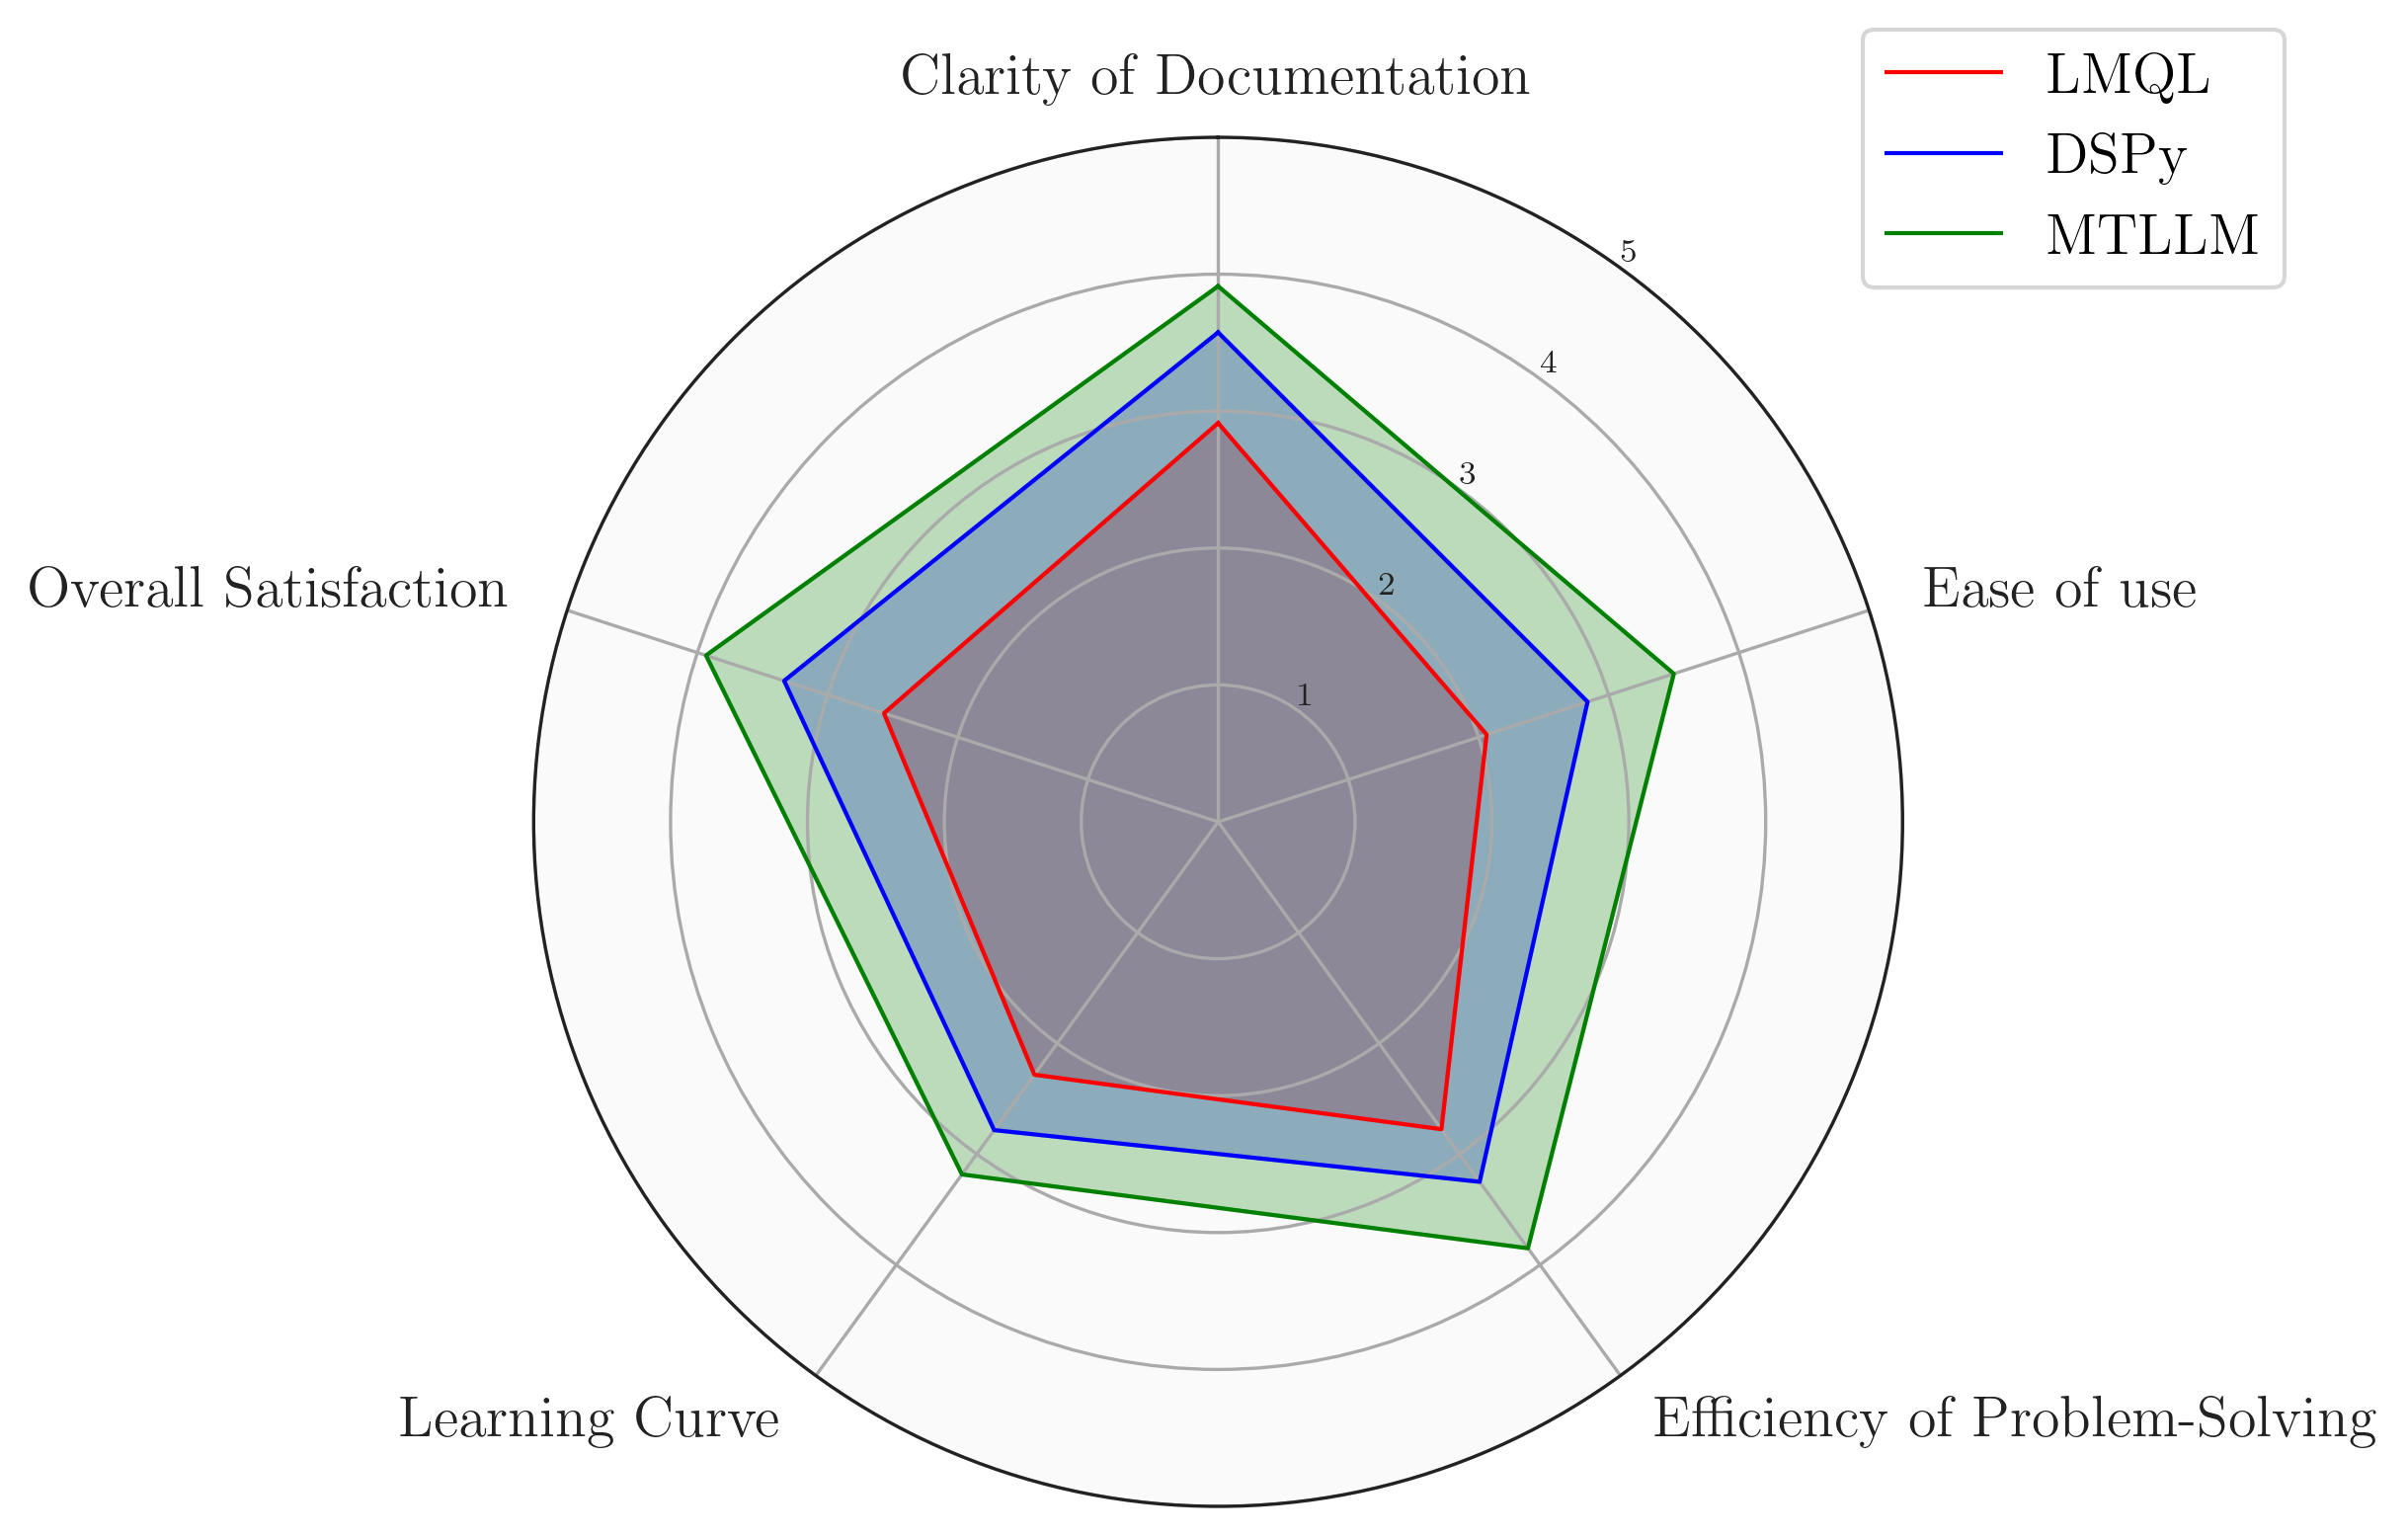 Clarity of Documentation
LMQL
DSPy
MTLLM
5
4
3
2
1
Overall Satisfaction
Ease of use
Learning Curve
Efficiency of Problem-Solving